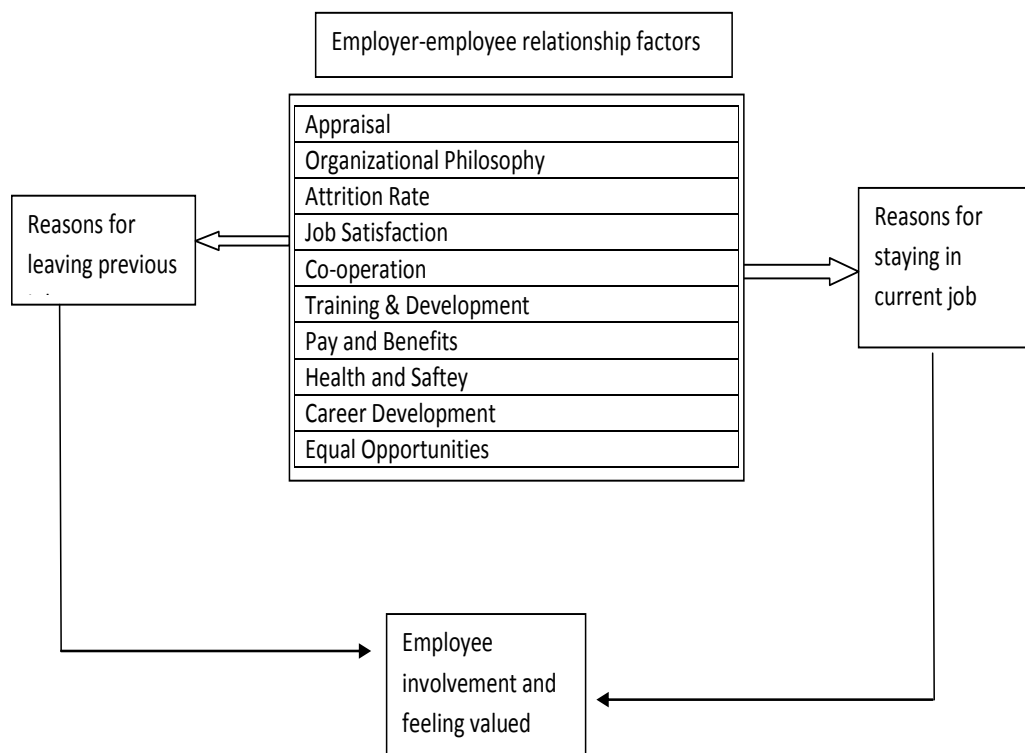 Employer-employee relationship factors
Appraisal
Organizational Philosophy
Attrition Rate
Job Satisfaction
Co-operation
Training & Development
Pay and Benefits
Health and Saftey
Career Development
Equal Opportunities
Reasons for
leaving previous
Reasons for
staying in
current job
Employee
involvement and
feeling valued